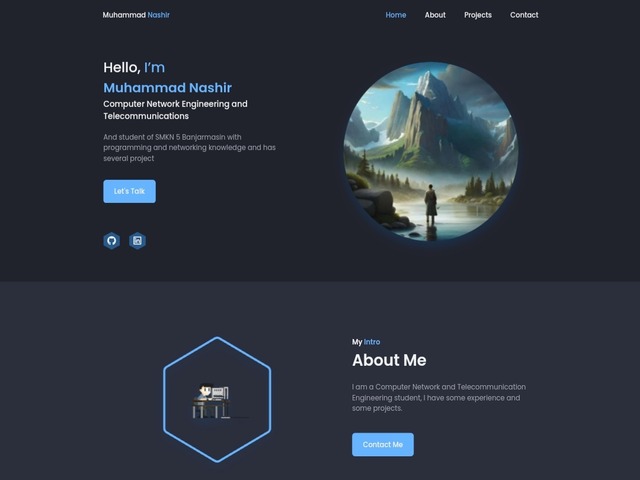 Muhammad Nashir
Home About Projects Contact
Hello, I'm
Muhammad Nashir
Computer Network Engineering and
Telecommunications
And student of SMKN 5 Banjarmasin with
programming and networking knowledge and has
several project
Let's Talk
My Intro
About Me
I am a Computer Network and Telecommunication
Engineering student, I have some experience and
some projects.
Contact Me